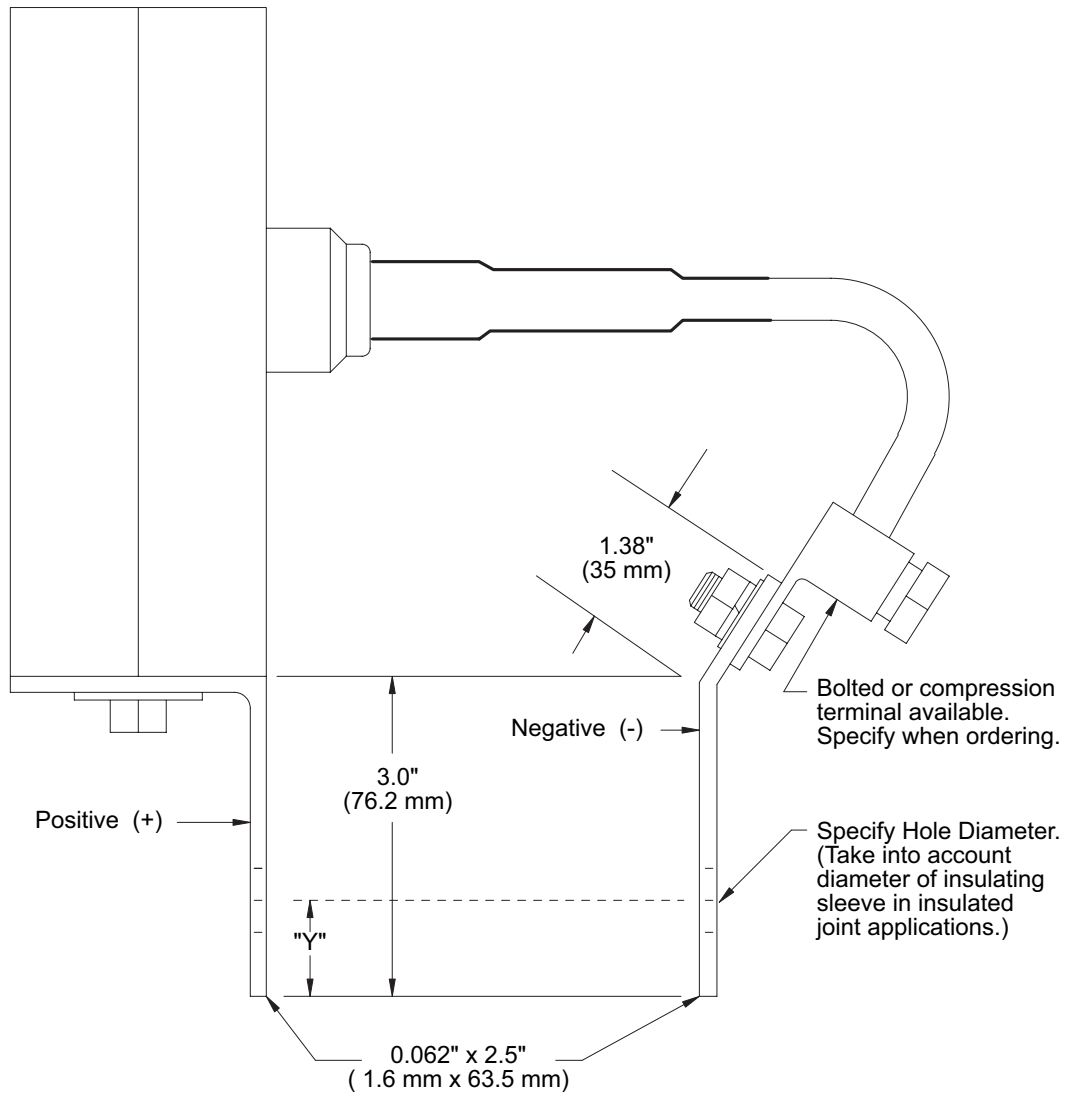 1.38"
(35 mm)
Bolted or compression
terminal available.
Specify when ordering.
Negative (-)
3.0"
(76.2 mm)
Positive (+)
Specify Hole Diameter.
(Take into account
diameter of insulating
sleeve in insulated
joint applications.)
"Y"
0.062" x 2.5"
( 1.6 mm x 63.5 mm)